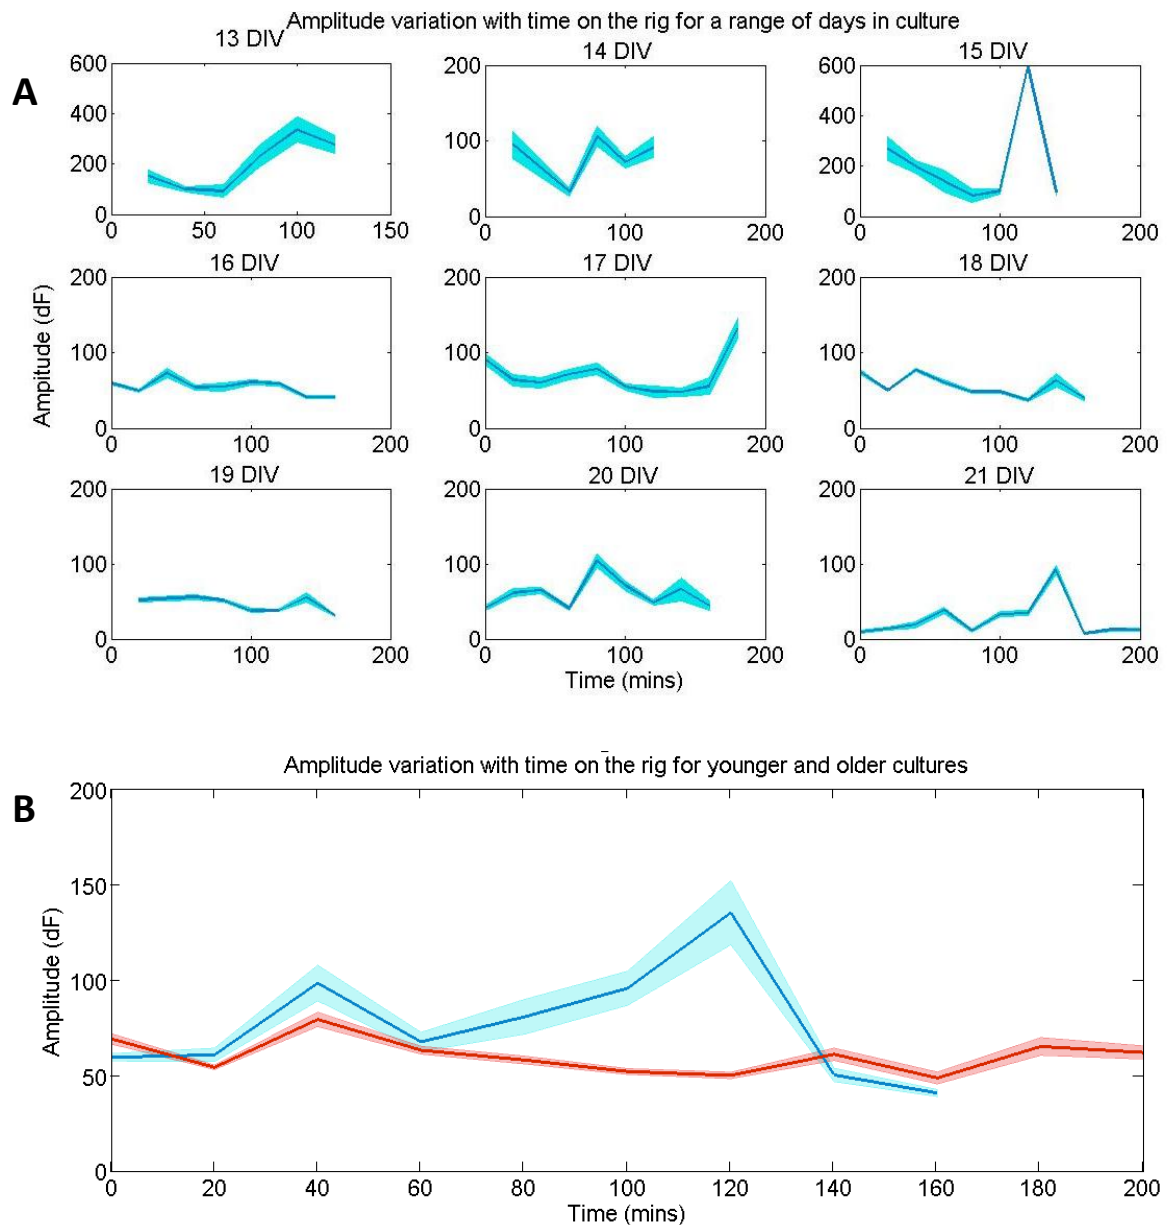 Amplitude variation with time on the rig for a range of days in culture
A
13 DIV
14 DIV
15 DIV
600
400
200
0
0 50 100 150
200
100
0
0 100 200
600
400
200
0
0 100 200
Ampitude (dF)
16 DIV
17 DIV
18 DIV
200
100
0
0 100 200
200
100
0
0 100 200
200
100
0
0 100 200
19 DIV
20 DIV
21 DIV
200
100
0
0 100 200
200
100
0
0 100 200
200
100
0
0 100 200
Time (mins)
Amplitude variation with time on the rig for younger and older cultures
B
200
150
100
50
0
Amplitude (dF)
0 20 40 60 80 100 120 140 160 180 200
Time (mins)